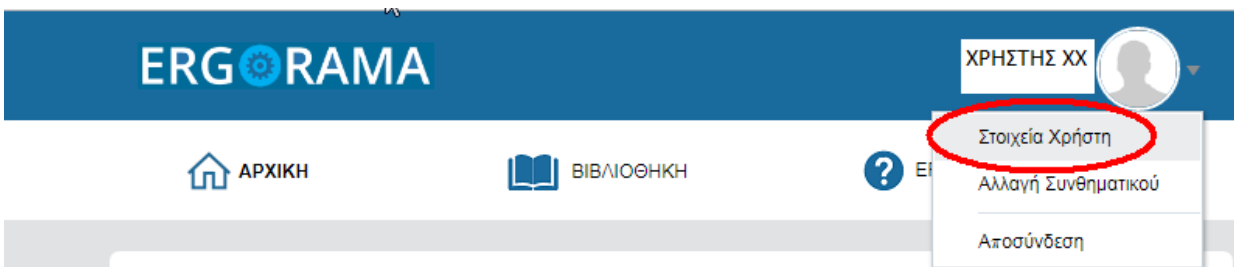 ERGORAMA
ΧΡΗΣΤΗΣ ΧΧ
Στοιχεία Χρήστη
Αλλαγή Συνθηματικού
Αποσύνδεση
ΑΡΧΙΚΗ
ΒΙΒΛΙΟΘΗΚΗ